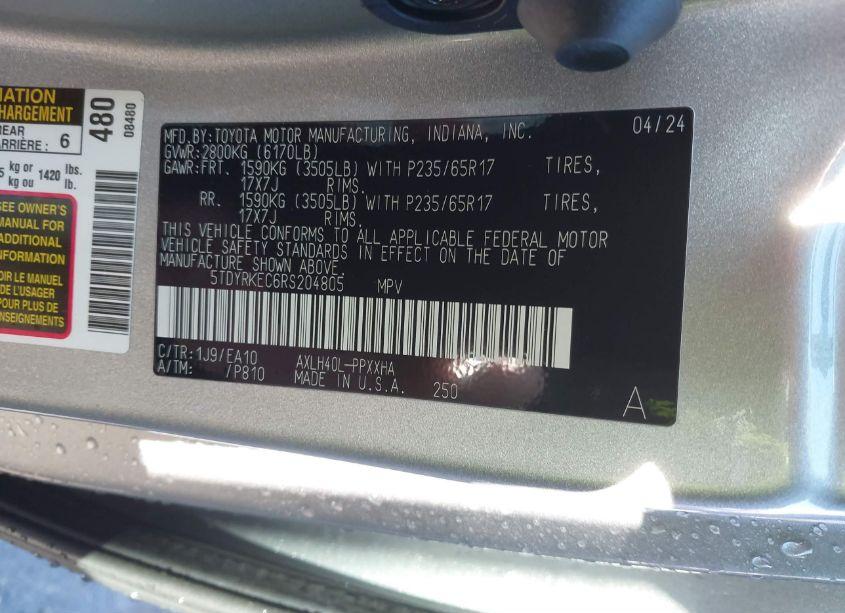 MATION
CHARGEMENT
REAR
ARRIÈRE: 6
5 kg or 1420 lbs.
kg ou lb.
SEE OWNER'S
MANUAL FOR
ADDITIONAL
INFORMATION
OIR LE MANUEL
DE L'USAGER
POUR PLUS DE
ENSEIGNEMENTS
480
08480
MFD.BY:TOYOTA MOTOR MANUFACTURING, INDIANA, INC. 04/24
GVWR:2800KG (6170LB)
GAWR:FRT. 1590KG (3505LB) WITH P235/65R17 TIRES,
17X7J RIMS.
RR. 1590KG (3505LB) WITH P235/65R17 TIRES,
17X7J RIMS.
THIS VEHICLE CONFORMS TO ALL APPLICABLE FEDERAL MOTOR
VEHICLE SAFETY STANDARDS IN EFFECT ON THE DATE OF
MANUFACTURE SHOWN ABOVE.
5TDYRKEC6RS204805 MPV
C/TR:1J9/EA10 AXLH40L-PPXXHA
A/TM: /P810 MADE IN U.S.A. 250
A